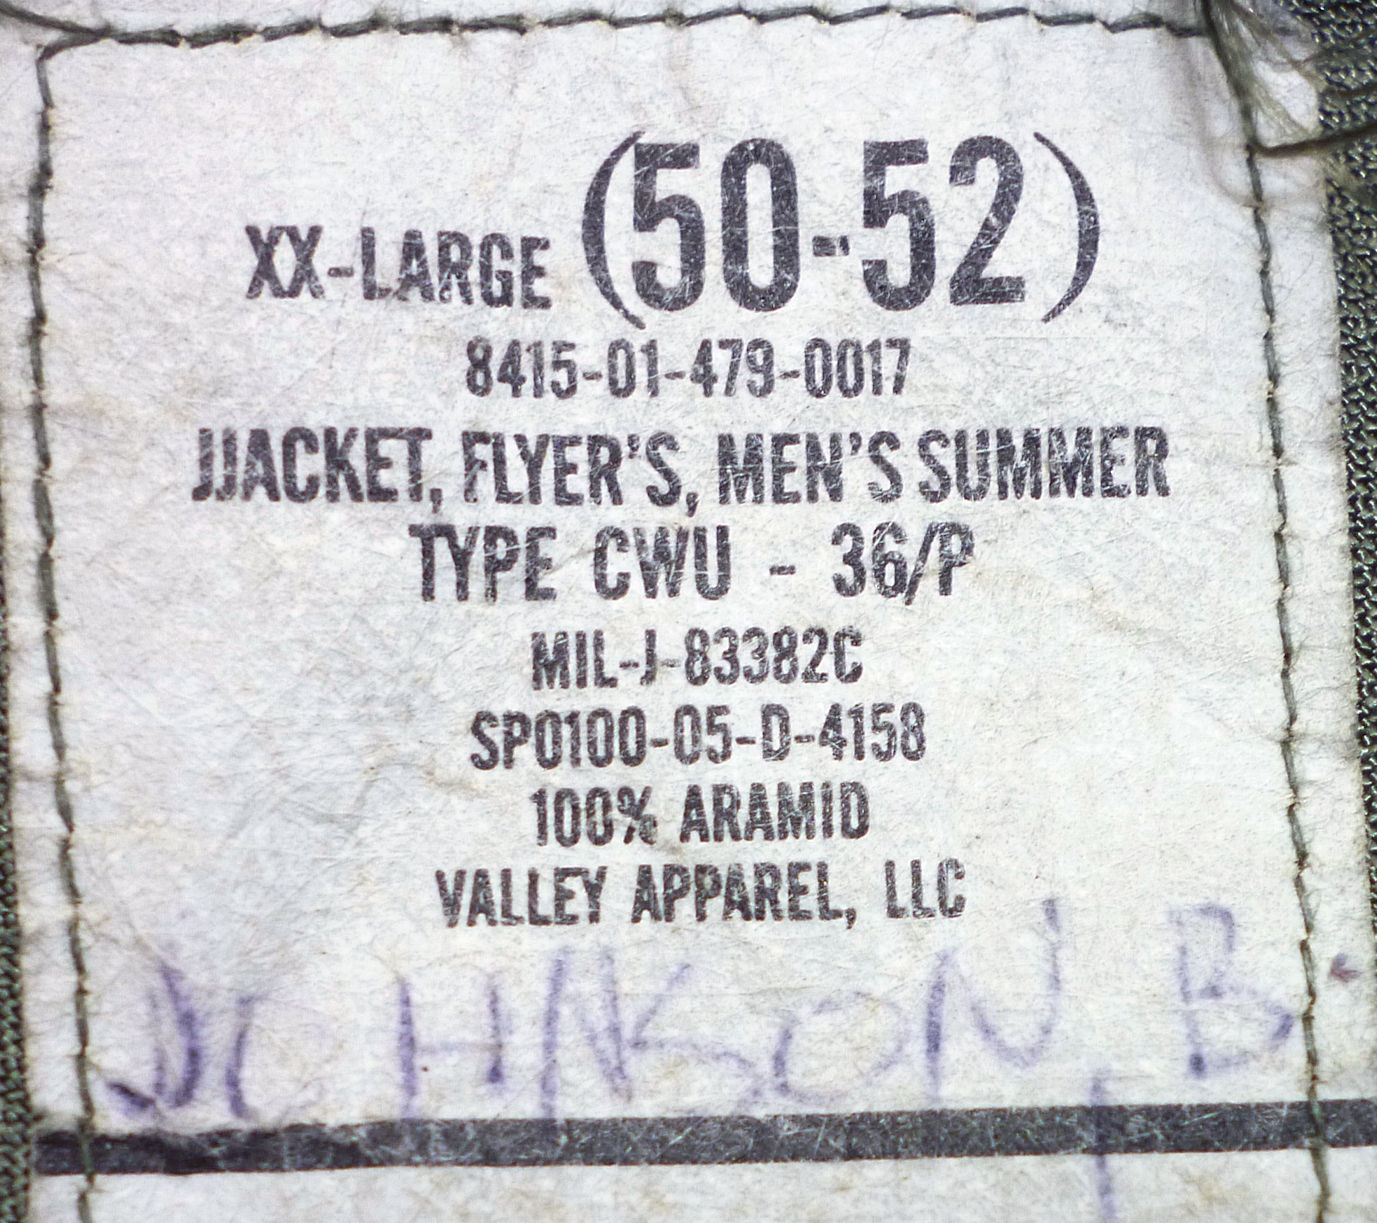 XX-LARGE (50-52)
8415-01-479-0017
JJACKET, FLYER'S, MEN'S SUMMER
TYPE CWU - 36/P
MIL-J-83382C
SP0100-05-D-4158
100% ARAMID
VALLEY APPAREL, LLC
JOHNSON, B